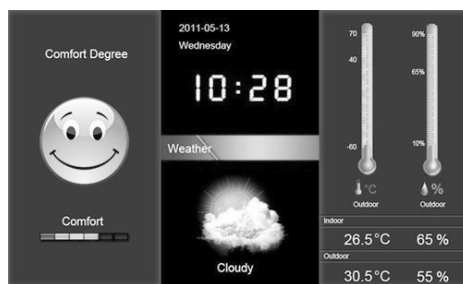 Comfort Degree
Comfort
2011-05-13
Wednesday
10:28
Weather
Cloudy
70
40
-60
°C
Outdoor
90%
65%
10%
%
Outdoor
Indoor
26.5°C 65 %
Outdoor
30.5°C 55 %